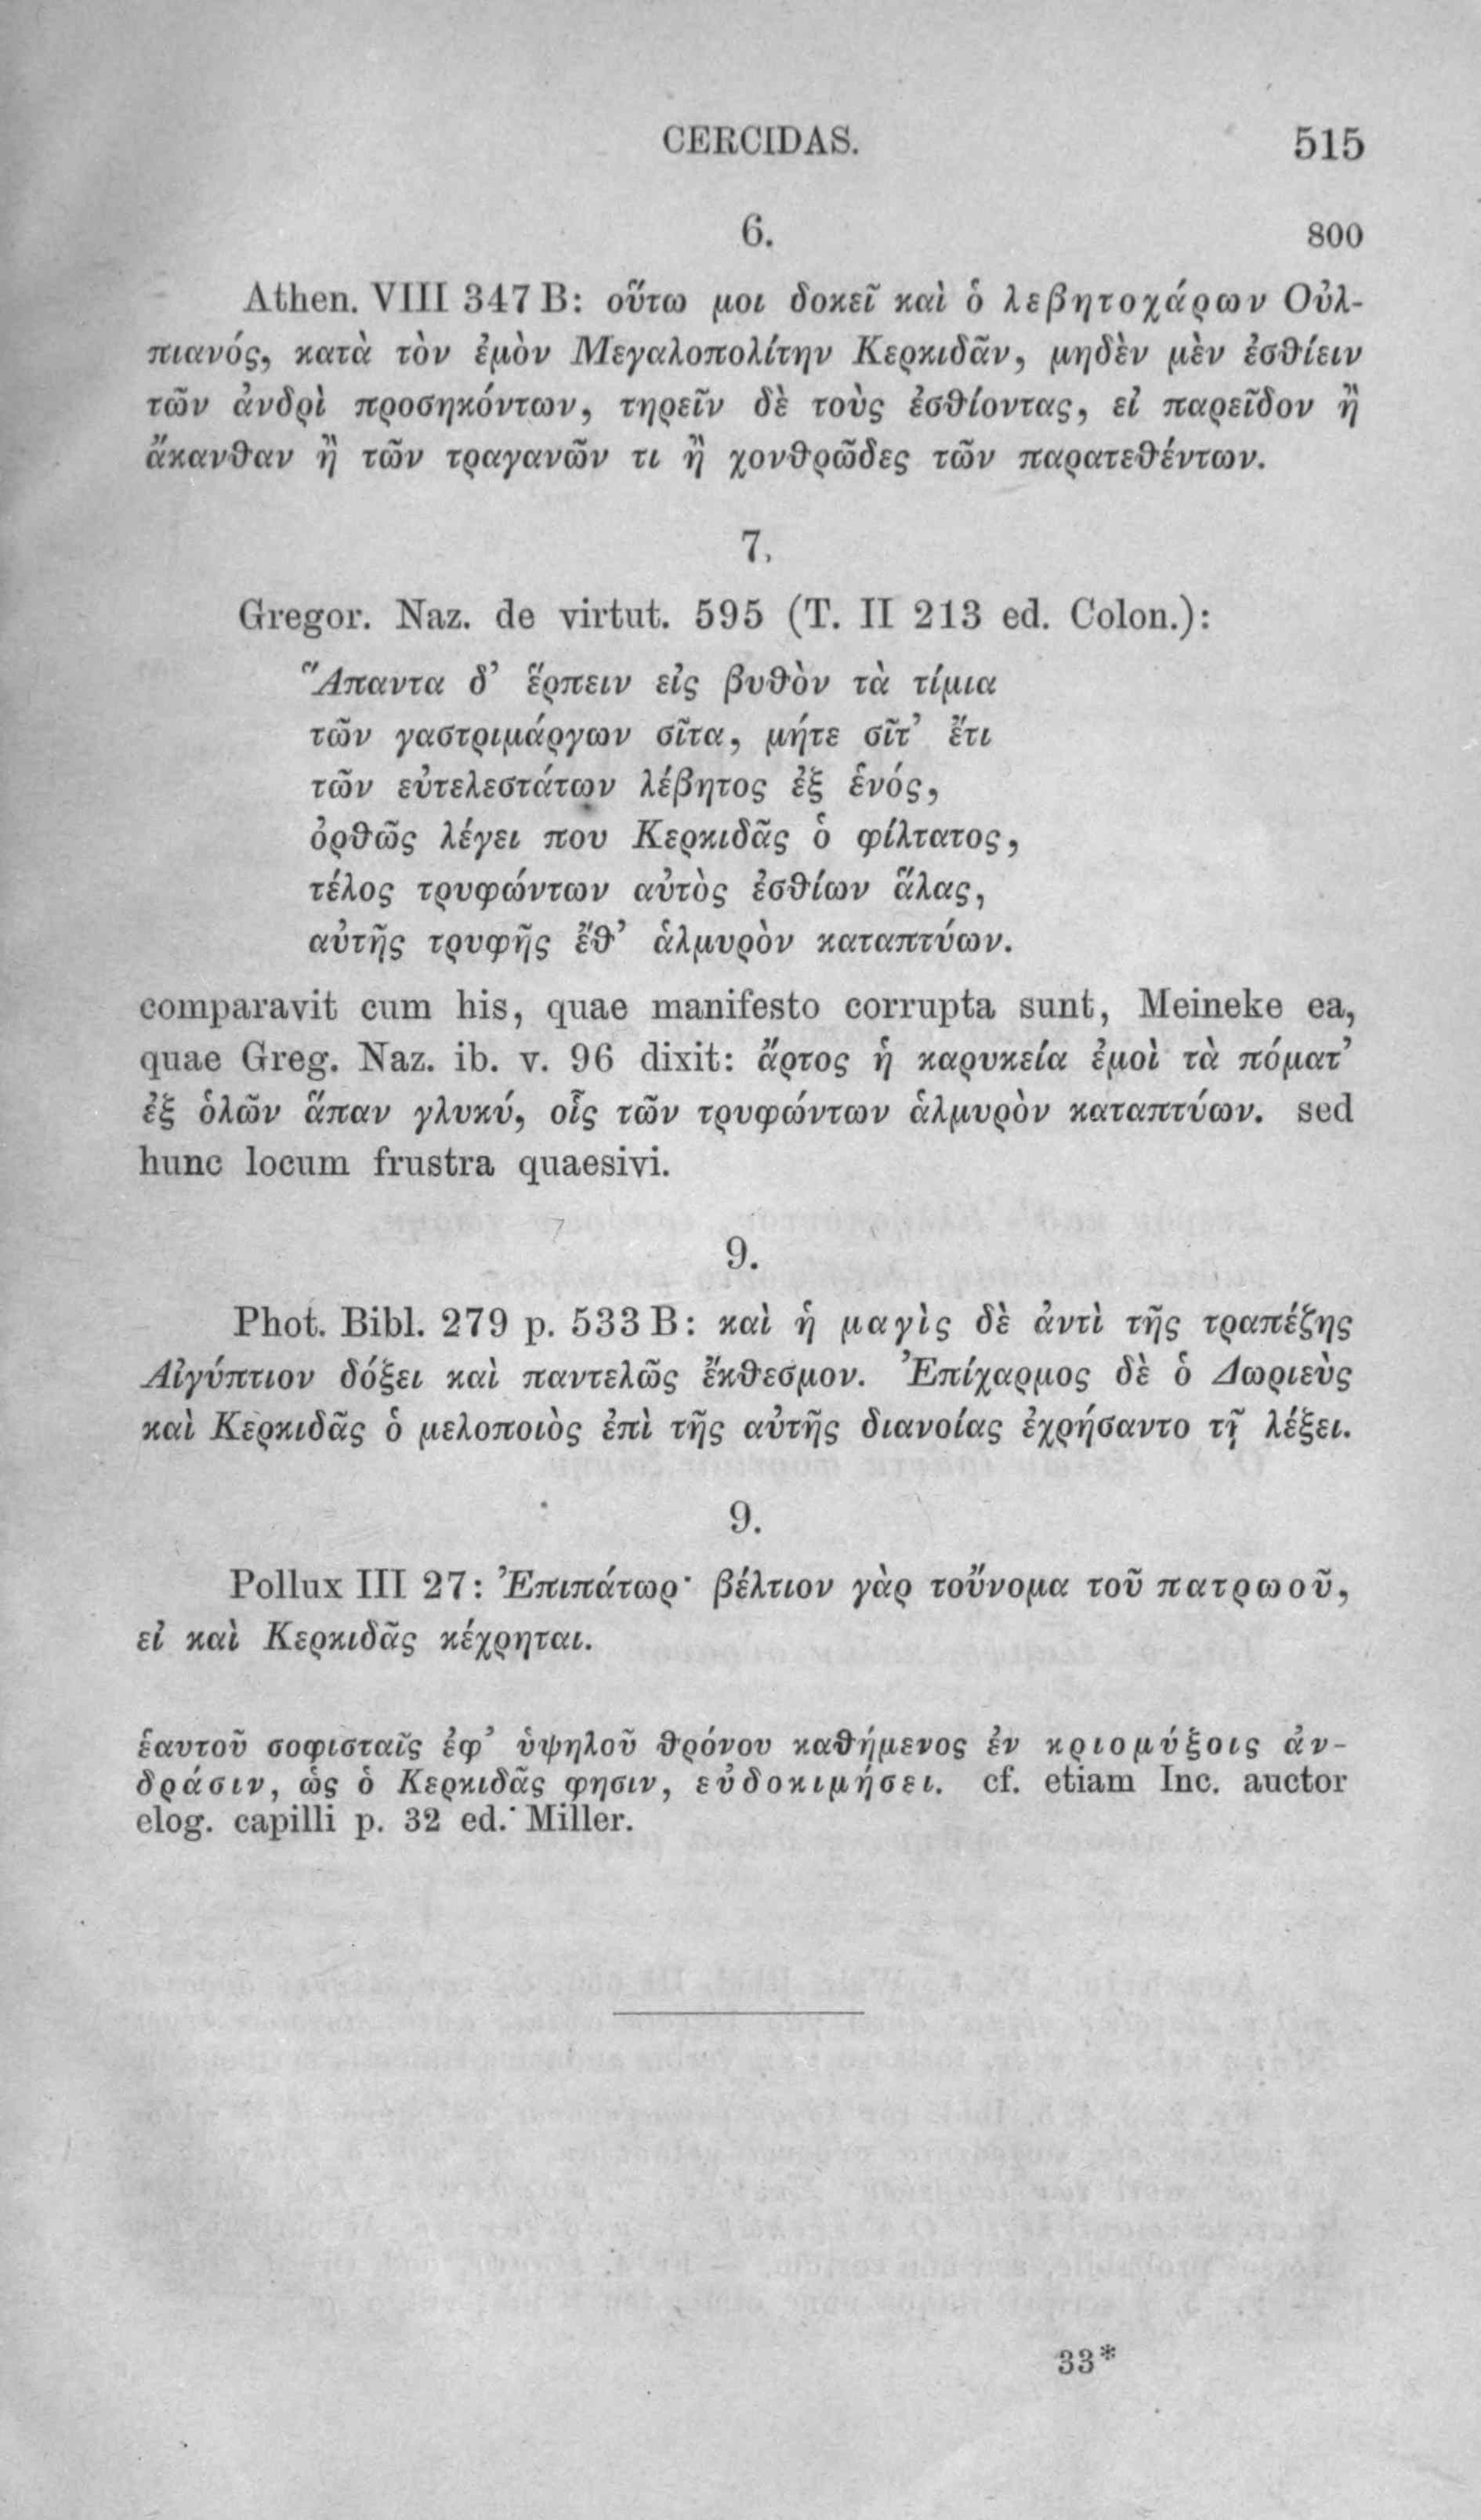 CERCIDAS. 515
6. 800
Athen. VIII 347 B: οὕτω μοι δοκεῖ καὶ ὁ λεβητοχάρων Οὐλ-
πιανός, κατὰ τὸν ἐμὸν Μεγαλοπολίτην Κερκιδᾶν, μηδὲν μὲν ἐσθίειν
τῶν ἀνδρὶ προσηκόντων, τηρεῖν δὲ τοὺς ἐσθίοντας, εἰ παρεῖδον ἢ
ἄκανθαν ἢ τῶν τραγανῶν τι ἢ χονθρῶδες τῶν παρατεθέντων.
7.
Gregor. Naz. de virtut. 595 (T. II 213 ed. Colon.):
Ἅπαντα δ’ ἕρπειν εἰς βυθὸν τὰ τίμια
τῶν γαστριμάργων σῖτα, μήτε σῖτ’ ἔτι
τῶν εὐτελεστάτων λέβητος ἐξ ἑνός,
ὀρθῶς λέγει που Κερκιδᾶς ὁ φίλτατος,
τέλος τρυφώντων αὐτὸς ἐσθίων ἅλας,
αὐτῆς τρυφῆς ἔθ’ ἁλμυρὸν καταπτύων.
comparavit cum his, quae manifesto corrupta sunt, Meineke ea,
quae Greg. Naz. ib. v. 96 dixit: ἄρτος ἡ καρυκεία ἐμοὶ τὰ πόματ’
ἐξ ὁλῶν ἅπαν γλυκύ, οἷς τῶν τρυφώντων ἁλμυρὸν καταπτύων. sed
hunc locum frustra quaesivi.
9.
Phot. Bibl. 279 p. 533 B: καὶ ἡ μαγὶς δὲ ἀντὶ τῆς τραπέζης
Αἰγύπτιον δόξει καὶ παντελῶς ἔκθεσμον. Ἐπίχαρμος δὲ ὁ Δωριεὺς
καὶ Κερκιδᾶς ὁ μελοποιὸς ἐπὶ τῆς αὐτῆς διανοίας ἐχρήσαντο τῇ λέξει.
9.
Pollux III 27: Ἐπιπάτωρ· βέλτιον γὰρ τοὔνομα τοῦ πατρωοῦ,
εἰ καὶ Κερκιδᾶς κέχρηται.
ἑαυτοῦ σοφισταῖς ἐφ’ ὑψηλοῦ θρόνου καθήμενος ἐν κριομύξοις ἀν-
δράσιν, ὡς ὁ Κερκιδᾶς φησιν, εὐδοκιμήσει. cf. etiam Inc. auctor
elog. capilli p. 32 ed. Miller.
33*